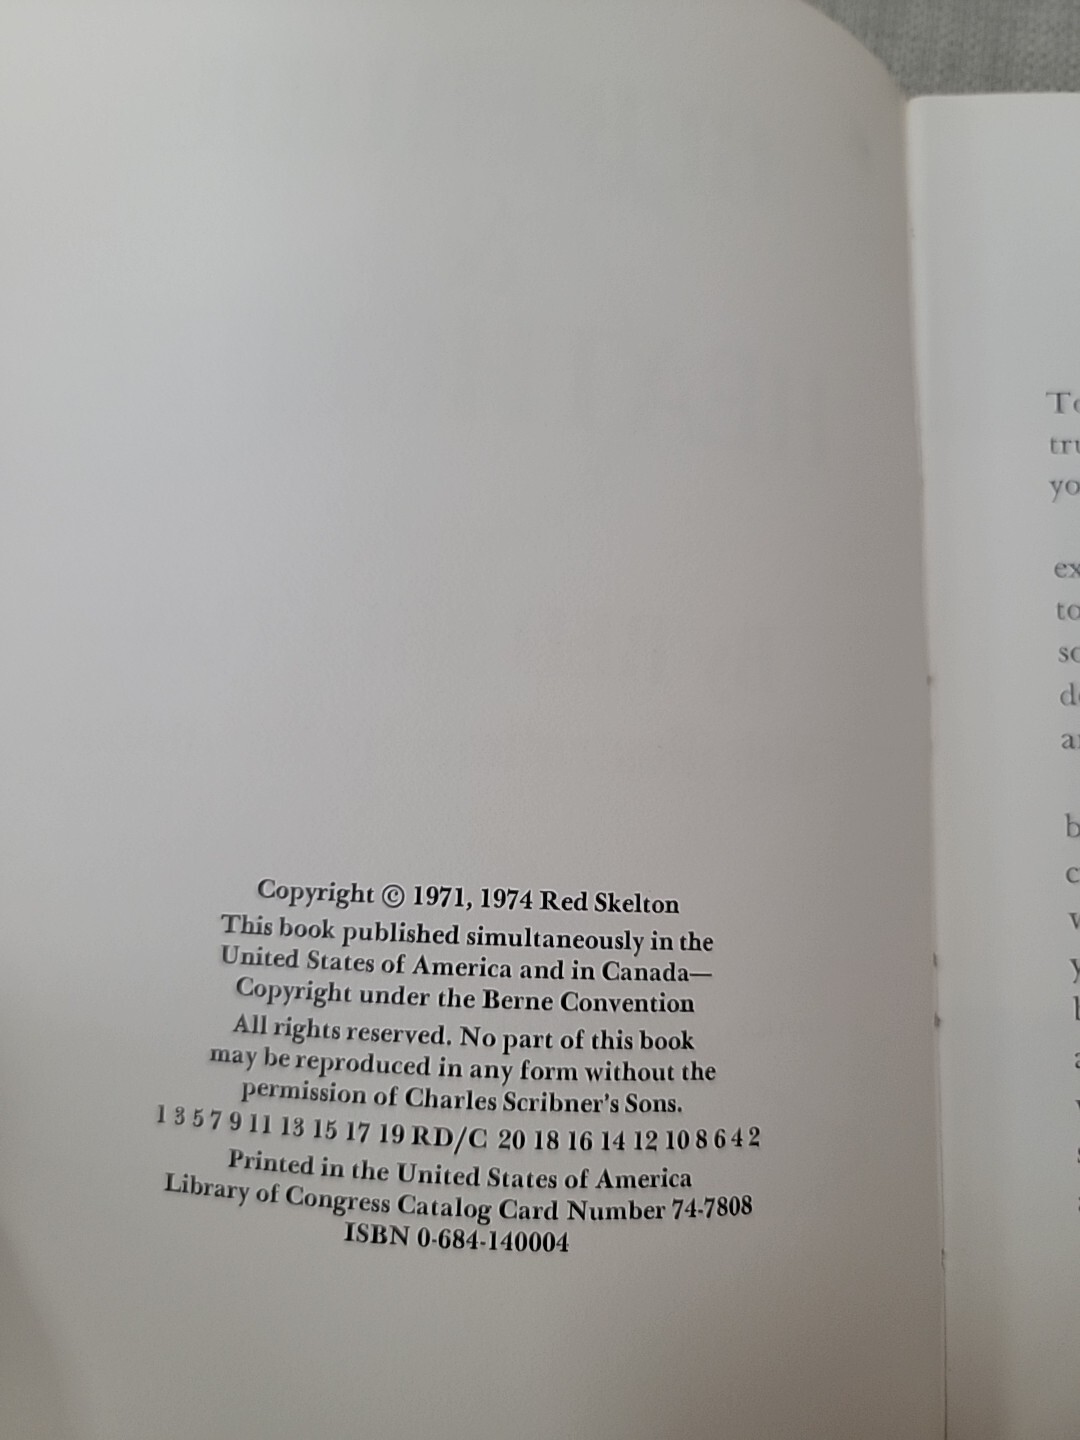 Copyright © 1971, 1974 Red Skelton
This book published simultaneously in the
United States of America and in Canada—
Copyright under the Berne Convention
All rights reserved. No part of this book
may be reproduced in any form without the
permission of Charles Scribner's Sons.
1 3 5 7 9 11 13 15 17 19 RD/C 20 18 16 14 12 10 8 6 4 2
Printed in the United States of America
Library of Congress Catalog Card Number 74-7808
ISBN 0-684-140004